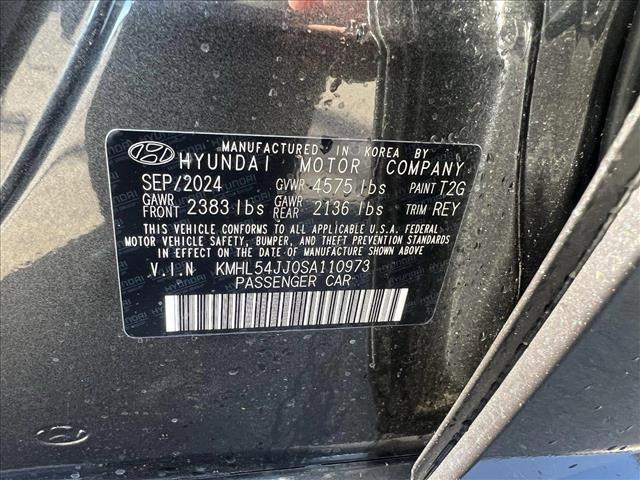 MANUFACTURED IN KOREA BY
HYUNDAI MOTOR COMPANY
SEP/2024 GVWR 4575 lbs PAINT T2G
GAWR FRONT 2383 lbs GAWR REAR 2136 lbs TRIM REY
THIS VEHICLE CONFORMS TO ALL APPLICABLE U.S.A. FEDERAL
MOTOR VEHICLE SAFETY, BUMPER, AND THEFT PREVENTION STANDARDS
IN EFFECT ON THE DATE OF MANUFACTURE SHOWN ABOVE
V.I.N KMHL54JJ0SA110973
PASSENGER CAR